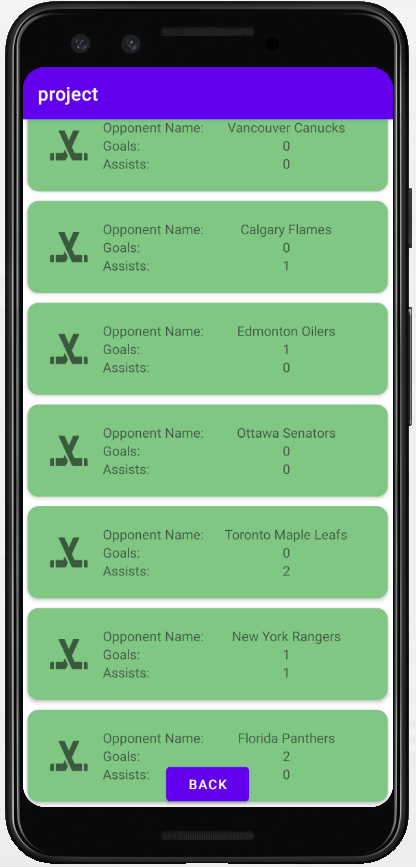 project
Opponent Name: Vancouver Canucks
Goals: 0
Assists: 0
Opponent Name: Calgary Flames
Goals: 0
Assists: 1
Opponent Name: Edmonton Oilers
Goals: 1
Assists: 0
Opponent Name: Ottawa Senators
Goals: 0
Assists: 0
Opponent Name: Toronto Maple Leafs
Goals: 0
Assists: 2
Opponent Name: New York Rangers
Goals: 1
Assists: 1
Opponent Name: Florida Panthers
Goals: 2
Assists: 0
BACK